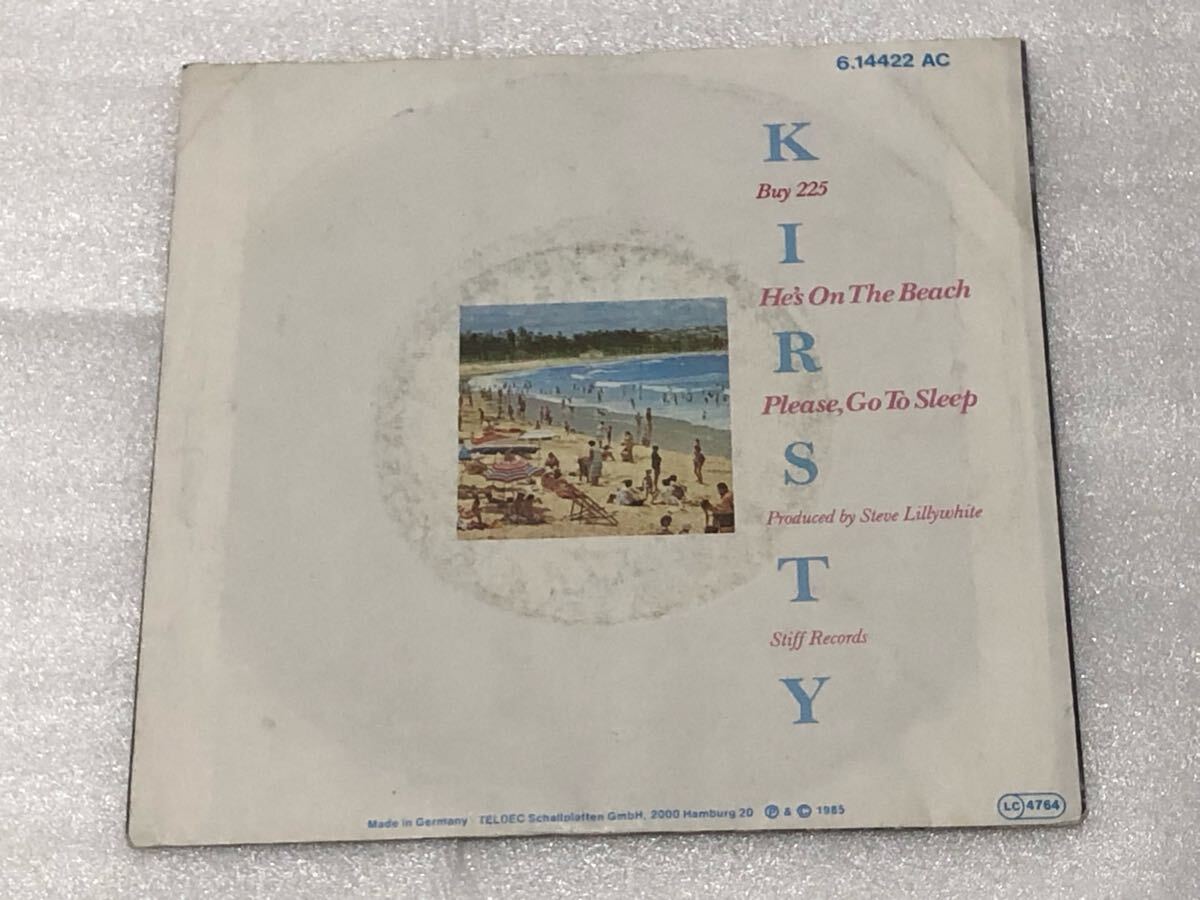 6.14422 AC
K
Buy 225
I
He's On The Beach
R
Please, Go To Sleep
S
Produced by Steve Lillywhite
T
Stiff Records
Y
Made in Germany TELDEC Schallplatten GmbH, 2000 Hamburg 20 Ⓟ & © 1985
LC 4764